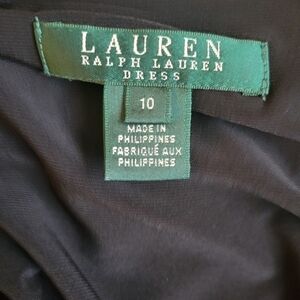 LAUREN
RALPH LAUREN
DRESS
10
MADE IN
PHILIPPINES
FABRIQUÉ AUX
PHILIPPINES